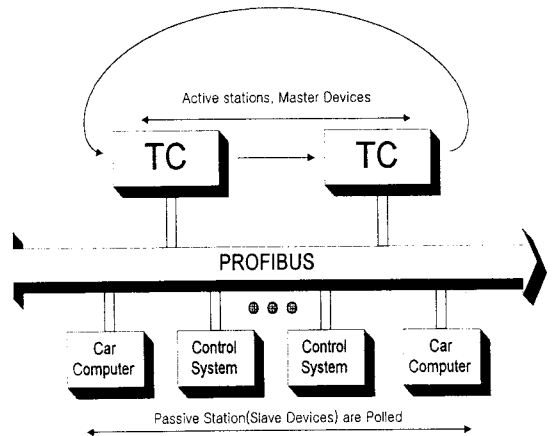 Active stations, Master Devices
TC
TC
PROFIBUS
Car
Computer
Control
System
Control
System
Car
Computer
Passive Station(Slave Devices) are Polled